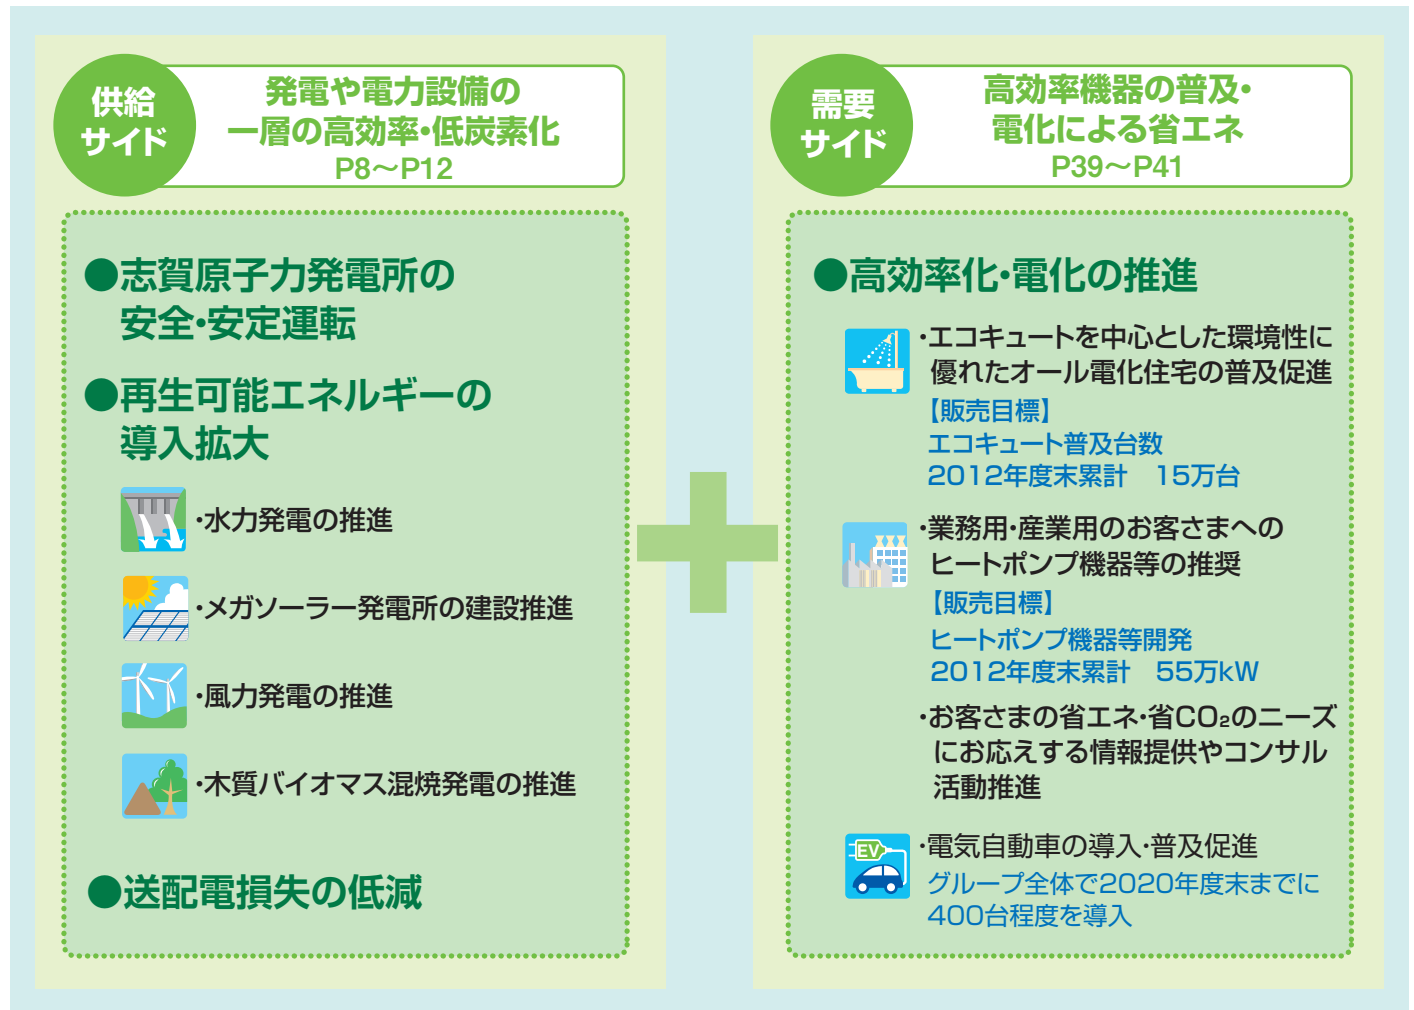 供給
サイド
発電や電力設備の
一層の高効率・低炭素化
P8～P12
●志賀原子力発電所の
安全・安定運転
●再生可能エネルギーの
導入拡大
・水力発電の推進
・メガソーラー発電所の建設推進
・風力発電の推進
・木質バイオマス混焼発電の推進
●送配電損失の低減
需要
サイド
高効率機器の普及・
電化による省エネ
P39～P41
●高効率化・電化の推進
・エコキュートを中心とした環境性に
優れたオール電化住宅の普及促進
【販売目標】
エコキュート普及台数
2012年度末累計　15万台
・業務用・産業用のお客さまへの
ヒートポンプ機器等の推奨
【販売目標】
ヒートポンプ機器等開発
2012年度末累計　55万kW
・お客さまの省エネ・省CO₂のニーズ
にお応えする情報提供やコンサル
活動推進
EV
・電気自動車の導入・普及促進
グループ全体で2020年度末までに
400台程度を導入